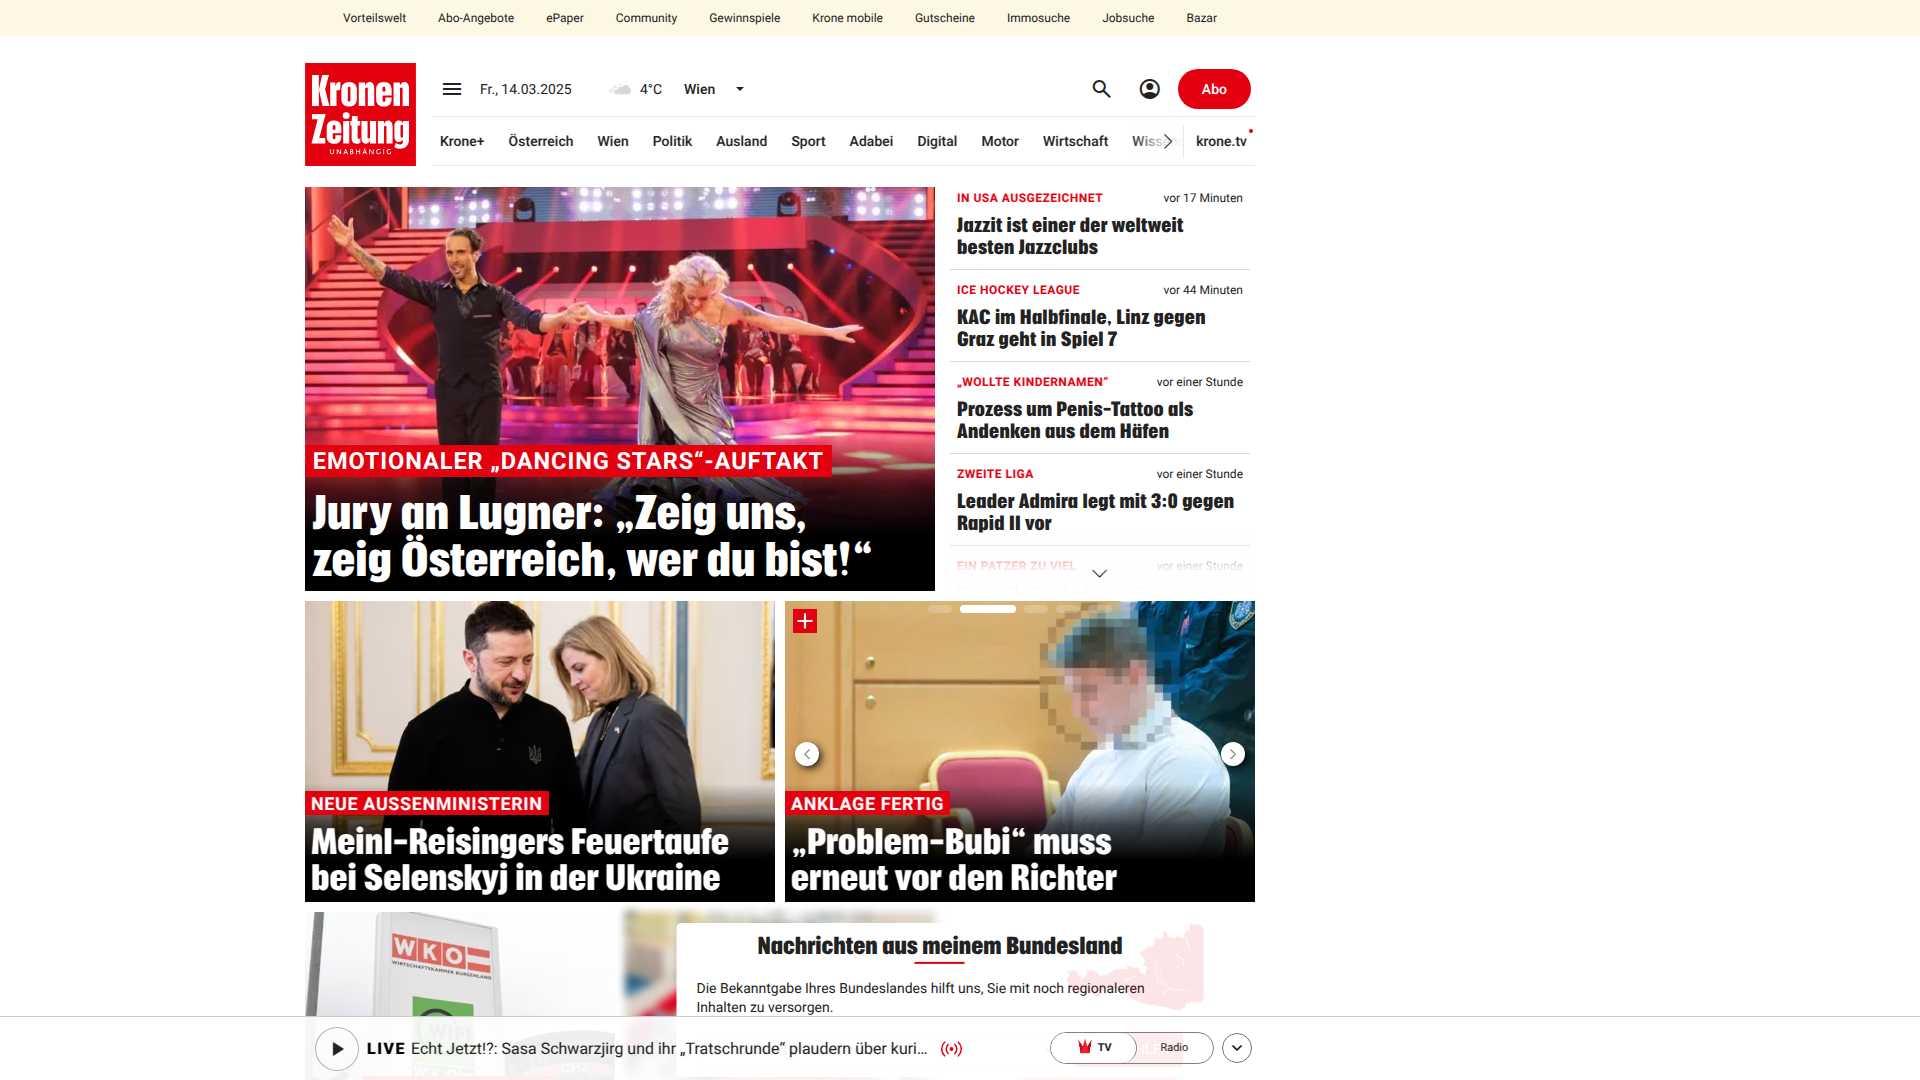 Vorteilswelt Abo-Angebote ePaper Community Gewinnspiele Krone mobile Gutscheine Immosuche Jobsuche Bazar
Kronen
Zeitung
UNABHÄNGIG
Fr., 14.03.2025 4°C Wien
Abo
Krone+ Österreich Wien Politik Ausland Sport Adabei Digital Motor Wirtschaft Wiss krone.tv
EMOTIONALER „DANCING STARS“-AUFTAKT
Jury an Lugner: „Zeig uns,
zeig Österreich, wer du bist!“
IN USA AUSGEZEICHNET vor 17 Minuten
Jazzit ist einer der weltweit
besten Jazzclubs
ICE HOCKEY LEAGUE vor 44 Minuten
KAC im Halbfinale, Linz gegen
Graz geht in Spiel 7
„WOLLTE KINDERNAMEN“ vor einer Stunde
Prozess um Penis-Tattoo als
Andenken aus dem Häfen
ZWEITE LIGA vor einer Stunde
Leader Admira legt mit 3:0 gegen
Rapid II vor
EIN PATZER ZU VIEL vor einer Stunde
NEUE AUSSENMINISTERIN
Meinl-Reisingers Feuertaufe
bei Selenskyj in der Ukraine
ANKLAGE FERTIG
„Problem-Bubi“ muss
erneut vor den Richter
WKO
WIRTSCHAFTSKAMMER BURGENLAND
Nachrichten aus meinem Bundesland
Die Bekanntgabe Ihres Bundeslandes hilft uns, Sie mit noch regionaleren
Inhalten zu versorgen.
LIVE Echt Jetzt!?: Sasa Schwarzjirg und ihr „Tratschrunde“ plaudern über kuri...
TV Radio